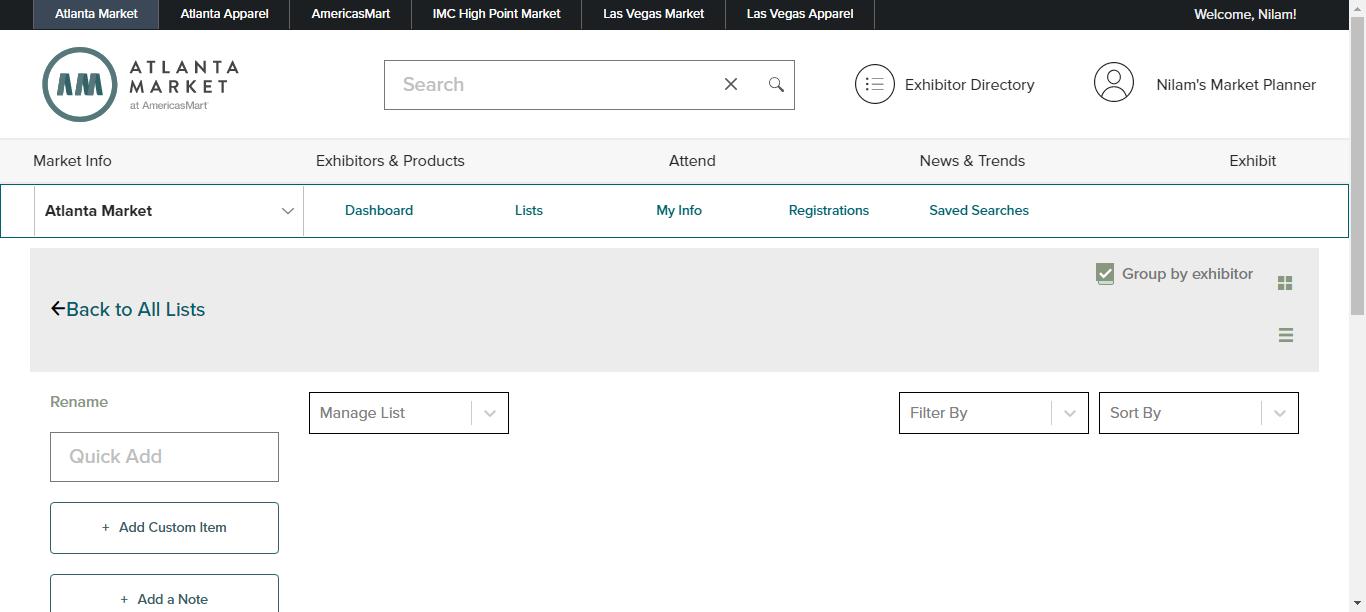 Atlanta Market Atlanta Apparel AmericasMart IMC High Point Market Las Vegas Market Las Vegas Apparel Welcome, Nilam!
AM ATLANTA
MARKET
at AmericasMart
Search
Exhibitor Directory
Nilam's Market Planner
Market Info Exhibitors & Products Attend News & Trends Exhibit
Atlanta Market Dashboard Lists My Info Registrations Saved Searches
Group by exhibitor
Back to All Lists
Rename
Manage List Filter By Sort By
Quick Add
+ Add Custom Item
+ Add a Note